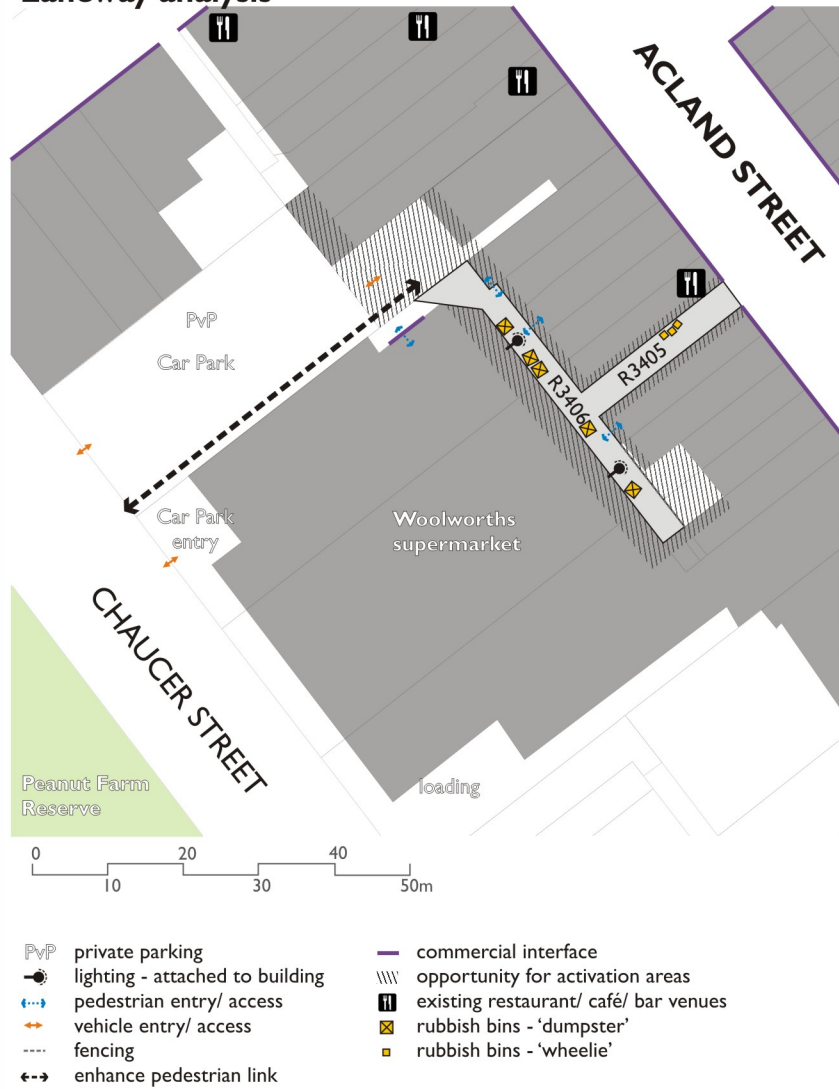 Laneway analysis
ACLAND STREET
PvP
Car Park
R3405
R3406
Car Park
entry
Woolworths
supermarket
CHAUCER STREET
Peanut Farm
Reserve
loading
0 20 40
10 30 50m
PvP private parking
lighting - attached to building
pedestrian entry/ access
vehicle entry/ access
fencing
enhance pedestrian link
commercial interface
opportunity for activation areas
existing restaurant/ café/ bar venues
rubbish bins - ‘dumpster’
rubbish bins - ‘wheelie’